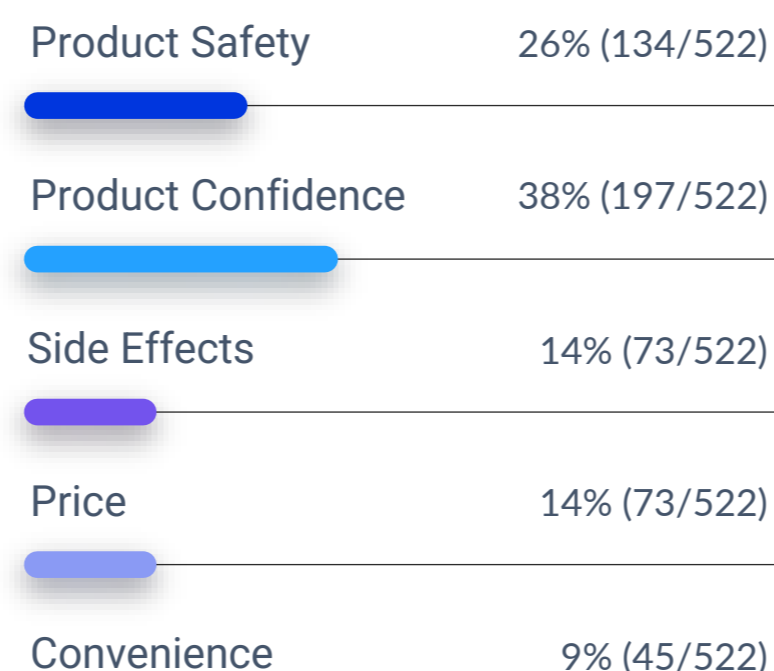 Product Safety 26% (134/522)
Product Confidence 38% (197/522)
Side Effects 14% (73/522)
Price 14% (73/522)
Convenience 9% (45/522)